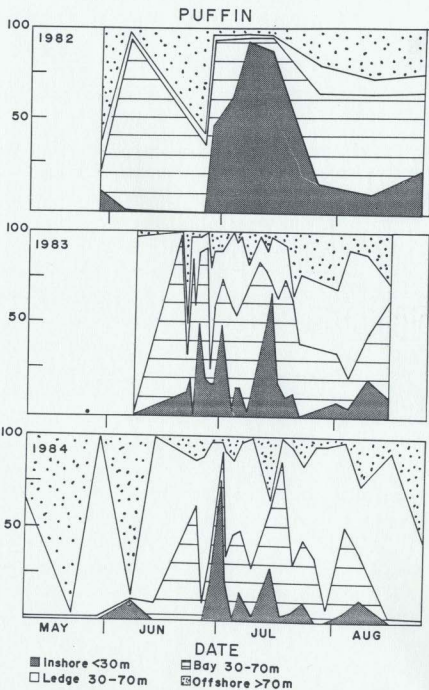 PUFFIN
100
1982
50
100
1983
50
100
1984
50
MAY JUN JUL AUG
DATE
Inshore <30m Bay 30-70m
Ledge 30-70m Offshore >70m